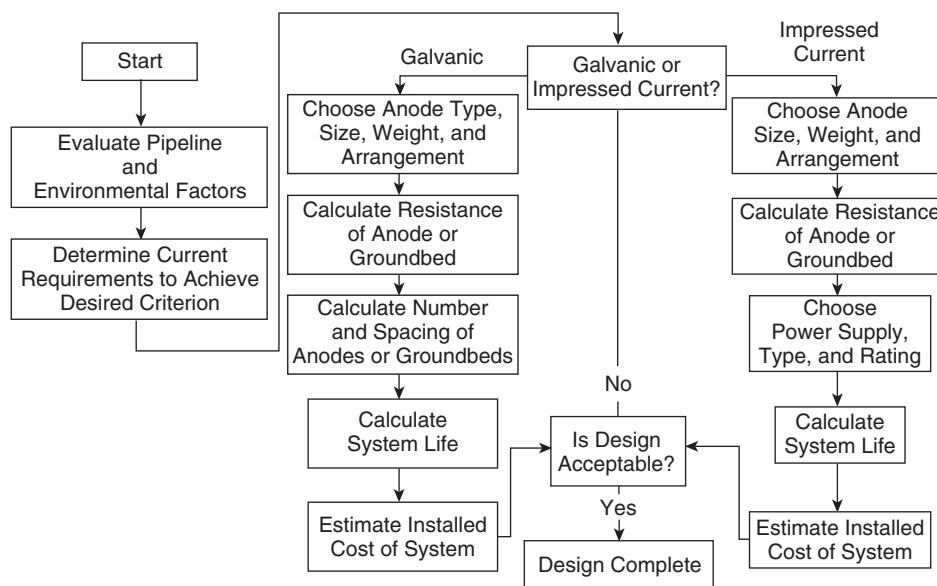 Start
Evaluate Pipeline
and
Environmental Factors
Determine Current
Requirements to Achieve
Desired Criterion
Galvanic or
Impressed Current?
Galvanic
Choose Anode Type,
Size, Weight, and
Arrangement
Calculate Resistance
of Anode or
Groundbed
Calculate Number
and Spacing of
Anodes or Groundbeds
Calculate
System Life
Estimate Installed
Cost of System
Impressed
Current
Choose Anode
Size, Weight, and
Arrangement
Calculate Resistance
of Anode or
Groundbed
Choose
Power Supply,
Type, and Rating
Calculate
System Life
Estimate Installed
Cost of System
No
Is Design
Acceptable?
Yes
Design Complete